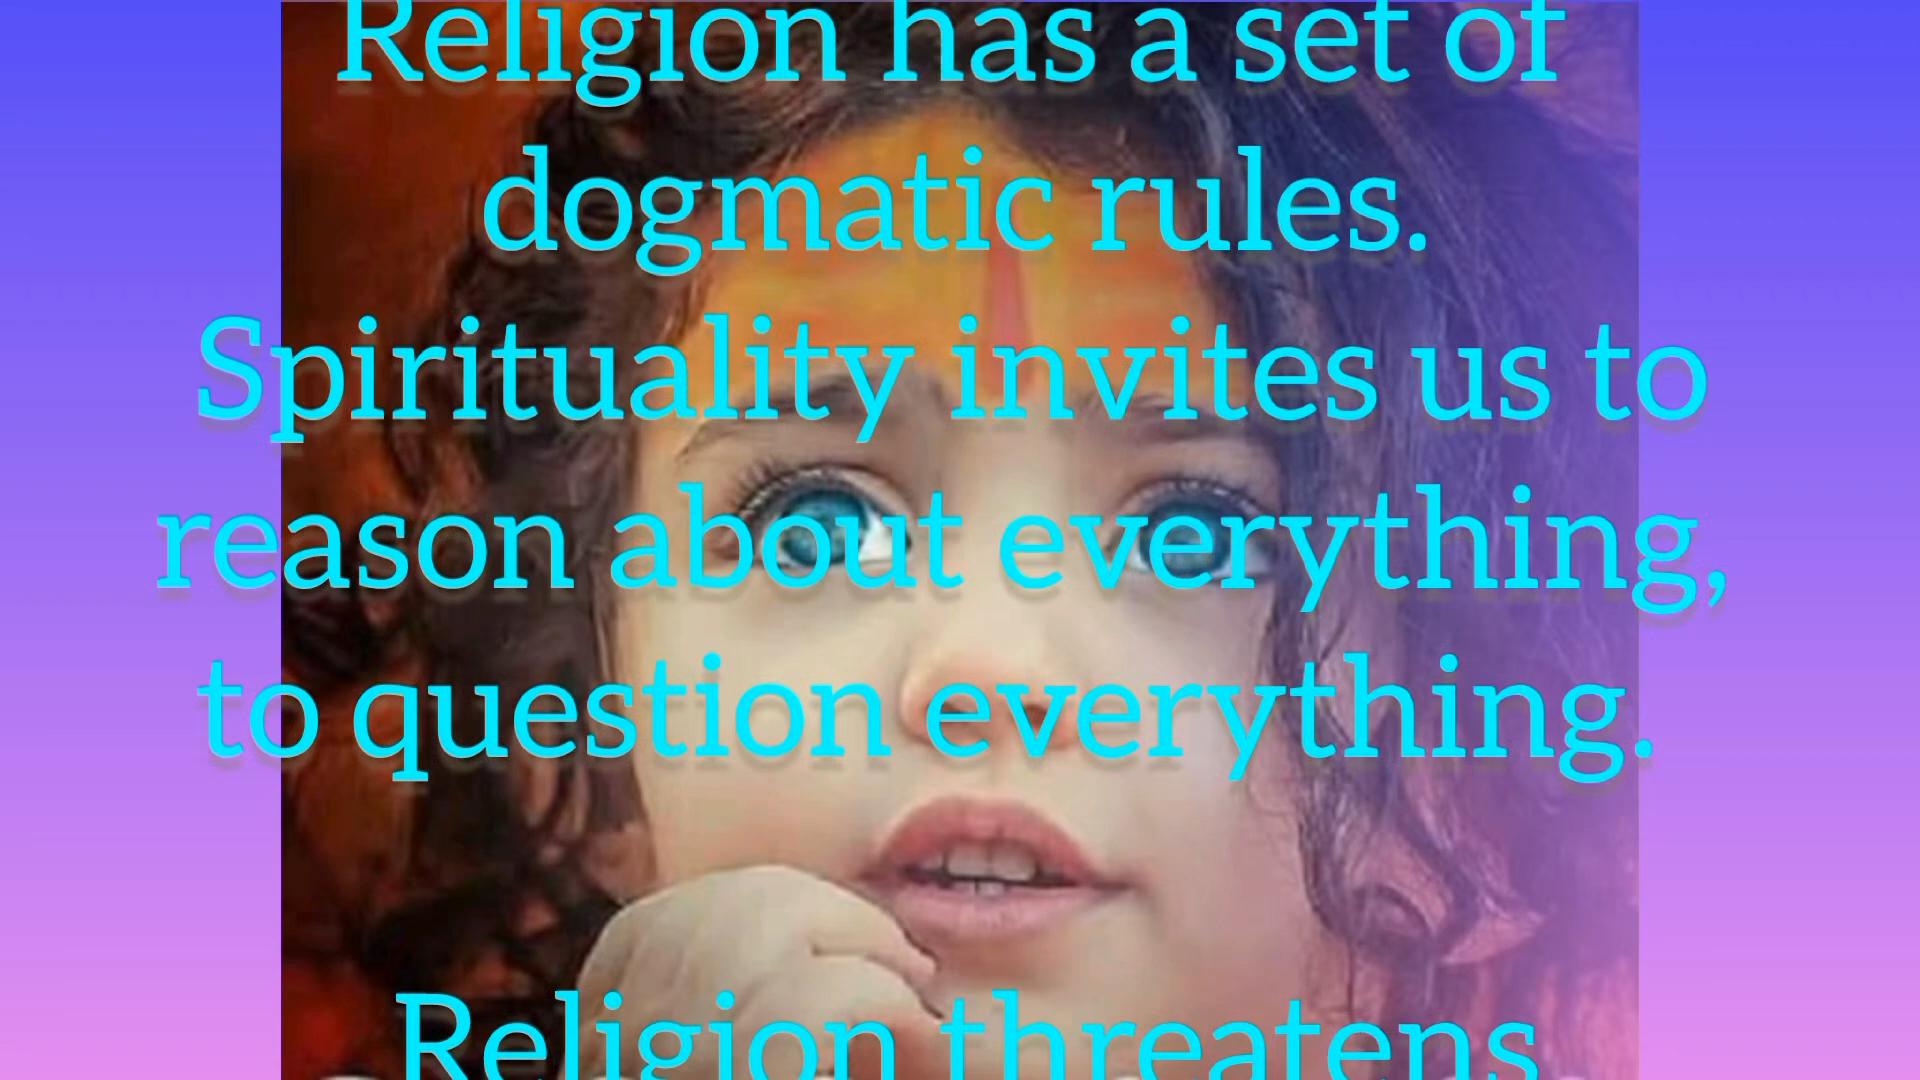 Religion has a set of
dogmatic rules.
Spirituality invites us to
reason about everything,
to question everything.
Religion threatens